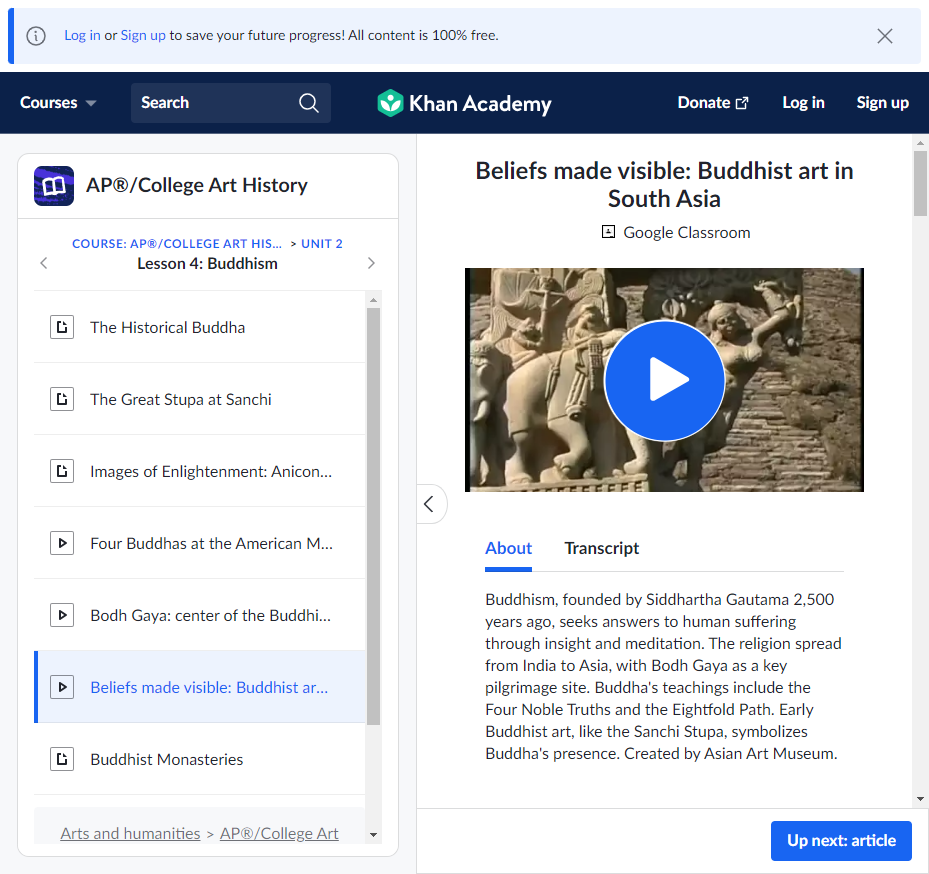 Log in or Sign up to save your future progress! All content is 100% free.
Courses
Search
Khan Academy
Donate
Log in
Sign up
AP®/College Art History
COURSE: AP®/COLLEGE ART HIS... > UNIT 2
Lesson 4: Buddhism
The Historical Buddha
The Great Stupa at Sanchi
Images of Enlightenment: Anicon...
Four Buddhas at the American M...
Bodh Gaya: center of the Buddhi...
Beliefs made visible: Buddhist ar...
Buddhist Monasteries
Arts and humanities > AP®/College Art
Beliefs made visible: Buddhist art in
South Asia
Google Classroom
About
Transcript
Buddhism, founded by Siddhartha Gautama 2,500
years ago, seeks answers to human suffering
through insight and meditation. The religion spread
from India to Asia, with Bodh Gaya as a key
pilgrimage site. Buddha's teachings include the
Four Noble Truths and the Eightfold Path. Early
Buddhist art, like the Sanchi Stupa, symbolizes
Buddha's presence. Created by Asian Art Museum.
Up next: article